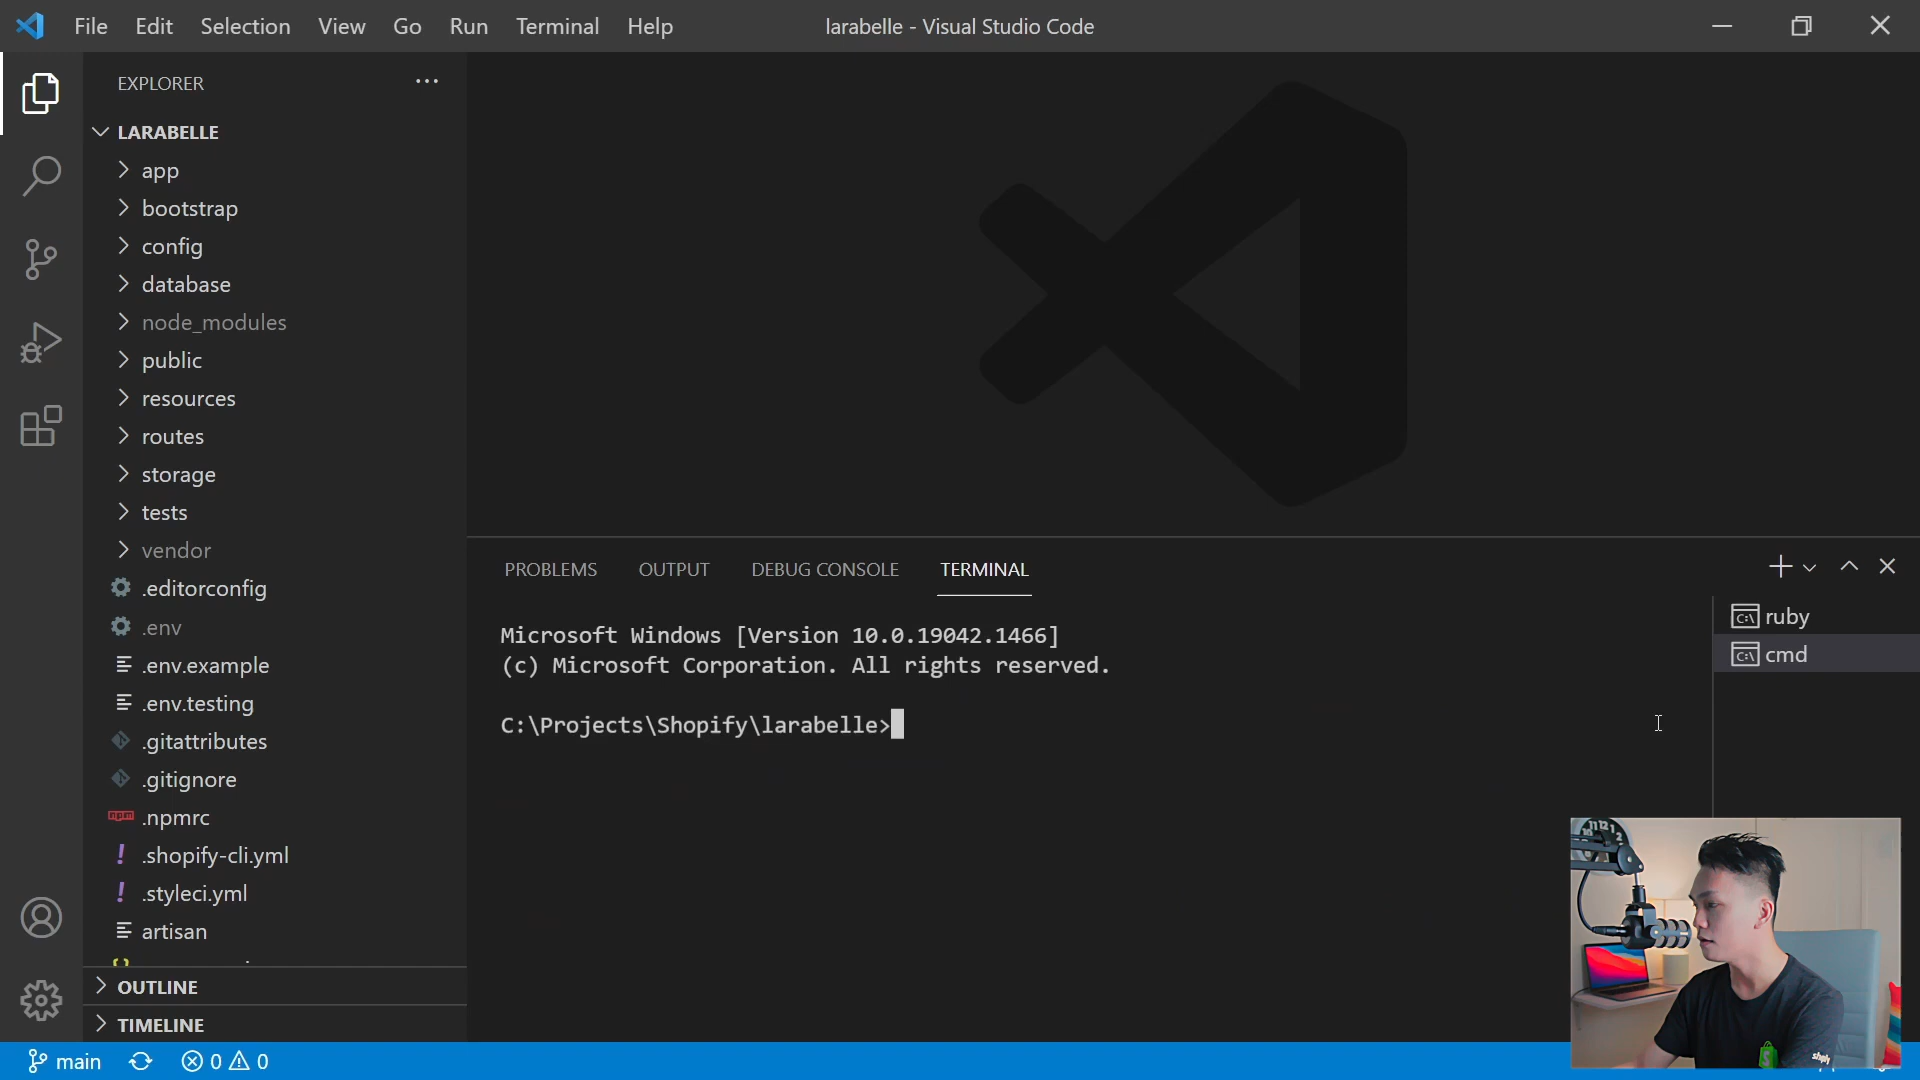 File Edit Selection View Go Run Terminal Help
larabelle - Visual Studio Code
EXPLORER
LARABELLE
app
bootstrap
config
database
node_modules
public
resources
routes
storage
tests
vendor
.editorconfig
.env
.env.example
.env.testing
.gitattributes
.gitignore
npm .npmrc
.shopify-cli.yml
.styleci.yml
artisan
OUTLINE
TIMELINE
PROBLEMS OUTPUT DEBUG CONSOLE TERMINAL
Microsoft Windows [Version 10.0.19042.1466]
(c) Microsoft Corporation. All rights reserved.
C:\Projects\Shopify\larabelle>
ruby
cmd
main 0 0